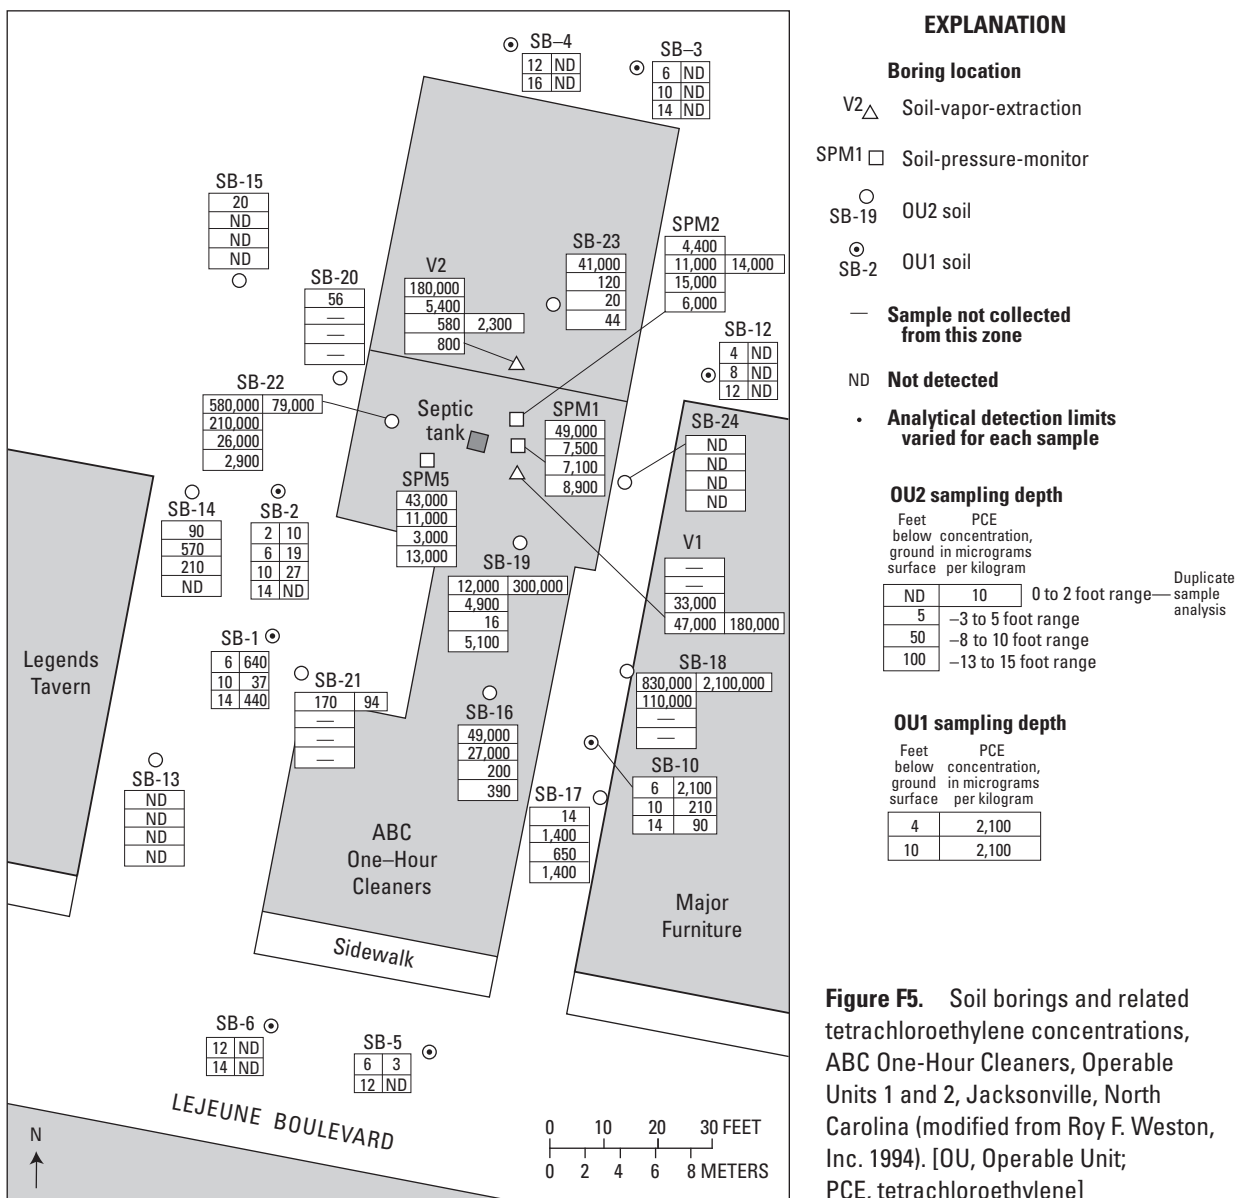 SB–4
12 ND
16 ND
SB–3
6 ND
10 ND
14 ND
SB-15
20
ND
ND
ND
SB-20
56
—
—
—
V2
180,000
5,400
580 2,300
800
SB-23
41,000
120
20
44
SPM2
4,400
11,000 14,000
15,000
6,000
SB-12
4 ND
8 ND
12 ND
SB-22
580,000 79,000
210,000
26,000
2,900
Septic
tank
SPM1
49,000
7,500
7,100
8,900
SB-24
ND
ND
ND
ND
SPM5
43,000
11,000
3,000
13,000
SB-14
90
570
210
ND
SB-2
2 10
6 19
10 27
14 ND
SB-19
12,000 300,000
4,900
16
5,100
V1
—
—
33,000
47,000 180,000
SB-1
6 640
10 37
14 440
Legends
Tavern
SB-21
170 94
—
—
—
SB-16
49,000
27,000
200
390
SB-18
830,000 2,100,000
110,000
—
—
SB-10
6 2,100
10 210
14 90
SB-13
ND
ND
ND
ND
SB-17
14
1,400
650
1,400
ABC
One–Hour
Cleaners
Major
Furniture
Sidewalk
SB-6
12 ND
14 ND
SB-5
6 3
12 ND
LEJEUNE BOULEVARD
N
0 10 20 30 FEET
0 2 4 6 8 METERS
EXPLANATION
Boring location
V2 Soil-vapor-extraction
SPM1 Soil-pressure-monitor
SB-19 OU2 soil
SB-2 OU1 soil
— Sample not collected
from this zone
ND Not detected
• Analytical detection limits
varied for each sample
OU2 sampling depth
Feet
below
ground
surface
PCE
concentration,
in micrograms
per kilogram
ND 10 0 to 2 foot range
5 –3 to 5 foot range
50 –8 to 10 foot range
100 –13 to 15 foot range
Duplicate
sample
analysis
OU1 sampling depth
Feet
below
ground
surface
PCE
concentration,
in micrograms
per kilogram
4 2,100
10 2,100
Figure F5. Soil borings and related
tetrachloroethylene concentrations,
ABC One-Hour Cleaners, Operable
Units 1 and 2, Jacksonville, North
Carolina (modified from Roy F. Weston,
Inc. 1994). [OU, Operable Unit;
PCE, tetrachloroethylene]